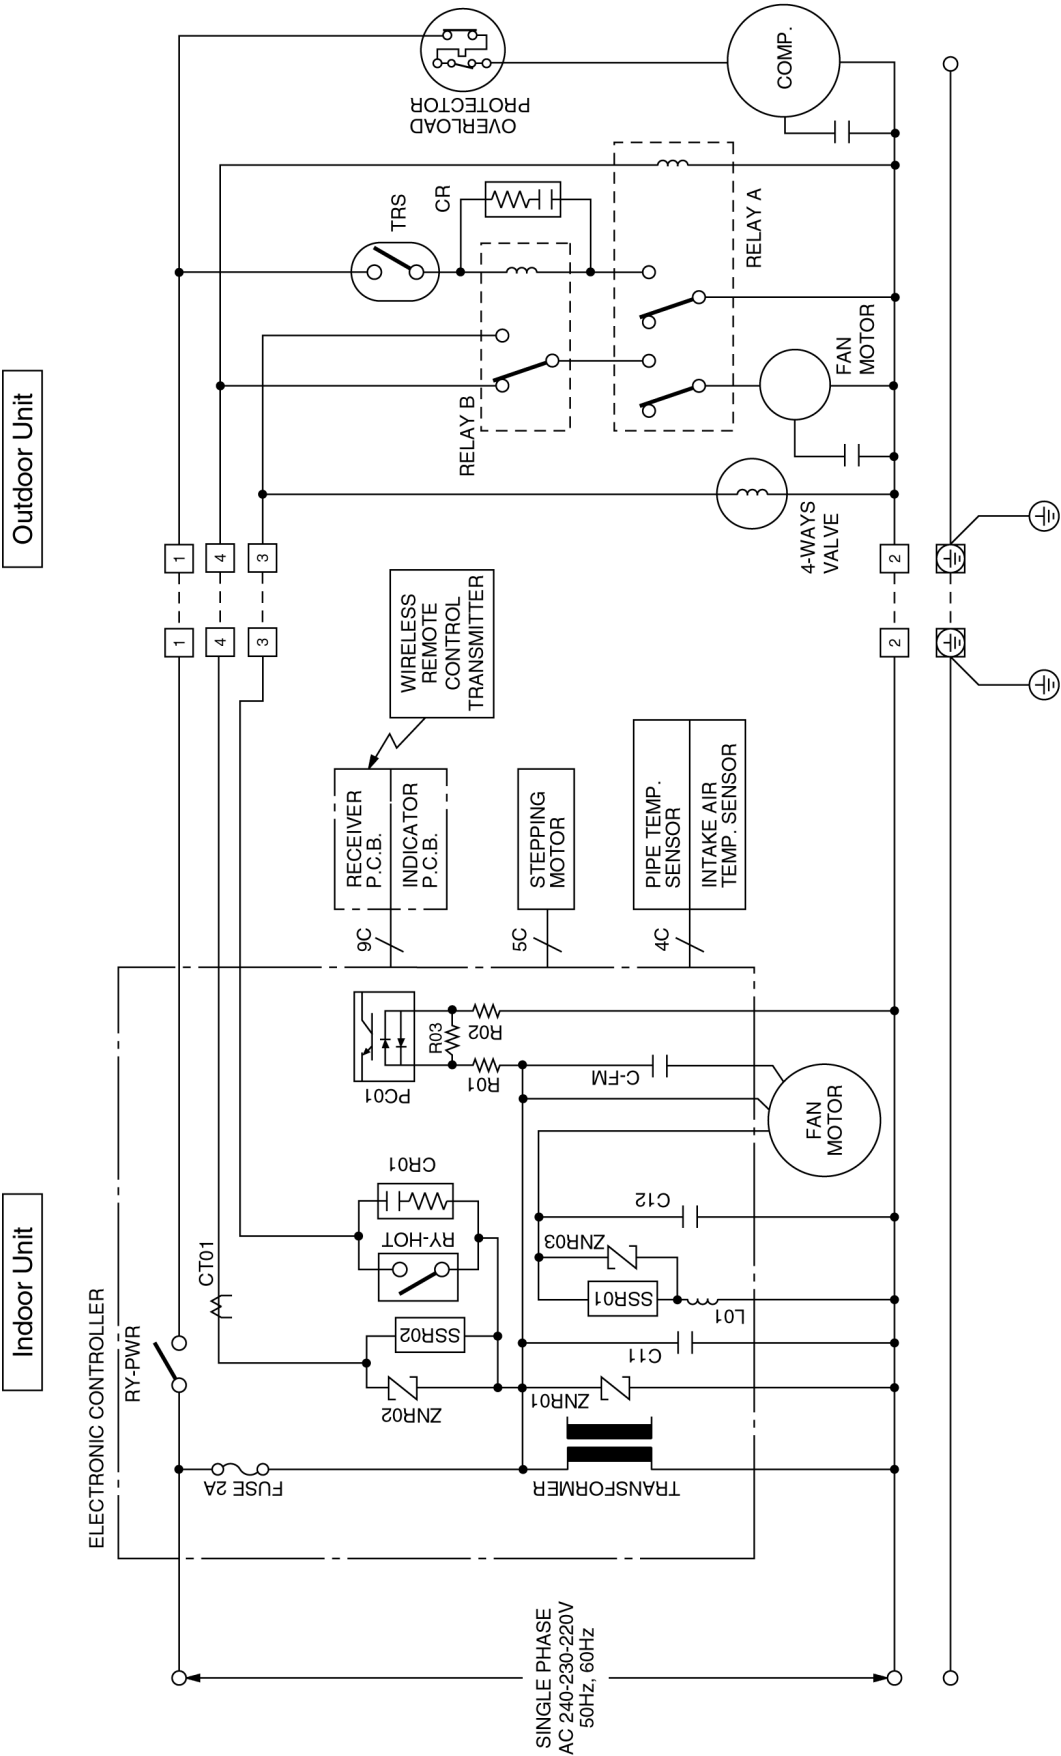 Indoor Unit
Outdoor Unit
ELECTRONIC CONTROLLER
RY-PWR
CT01
FUSE 2A
ZNR02
SSR02
RY-HOT
CR01
PC01
R03
R01
R02
C-FM
TRANSFORMER
ZNR01
C11
SSR01
L01
ZNR03
C12
FAN
MOTOR
SINGLE PHASE
AC 240-230-220V
50Hz, 60Hz
9C
5C
4C
RECEIVER
P.C.B.
INDICATOR
P.C.B.
WIRELESS
REMOTE
CONTROL
TRANSMITTER
STEPPING
MOTOR
PIPE TEMP.
SENSOR
INTAKE AIR
TEMP. SENSOR
1
1
4
4
3
3
2
2
RELAY B
TRS
CR
RELAY A
OVERLOAD
PROTECTOR
COMP.
FAN
MOTOR
4-WAYS
VALVE